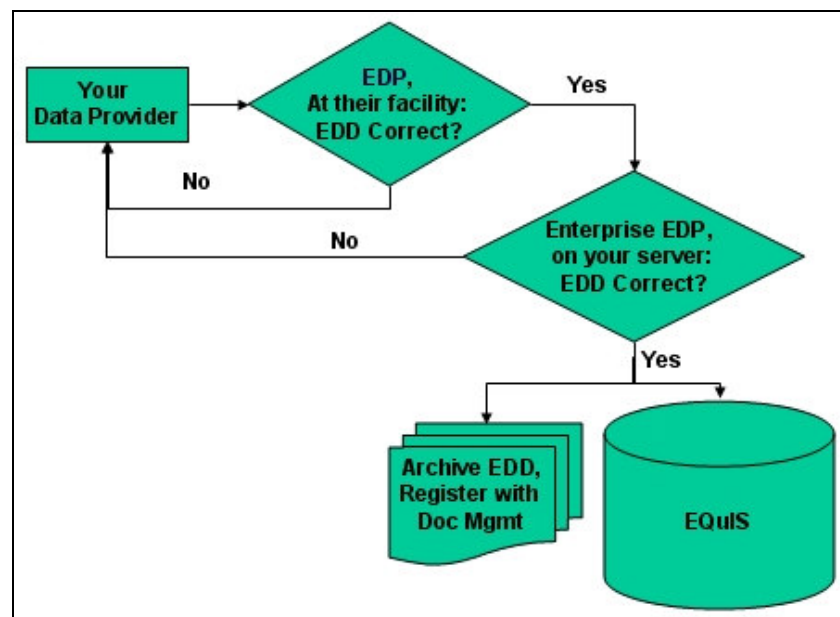 Your
Data Provider
EDP,
At their facility:
EDD Correct?
Yes
No
No
Enterprise EDP,
on your server:
EDD Correct?
Yes
Archive EDD,
Register with
Doc Mgmt
EQuIS